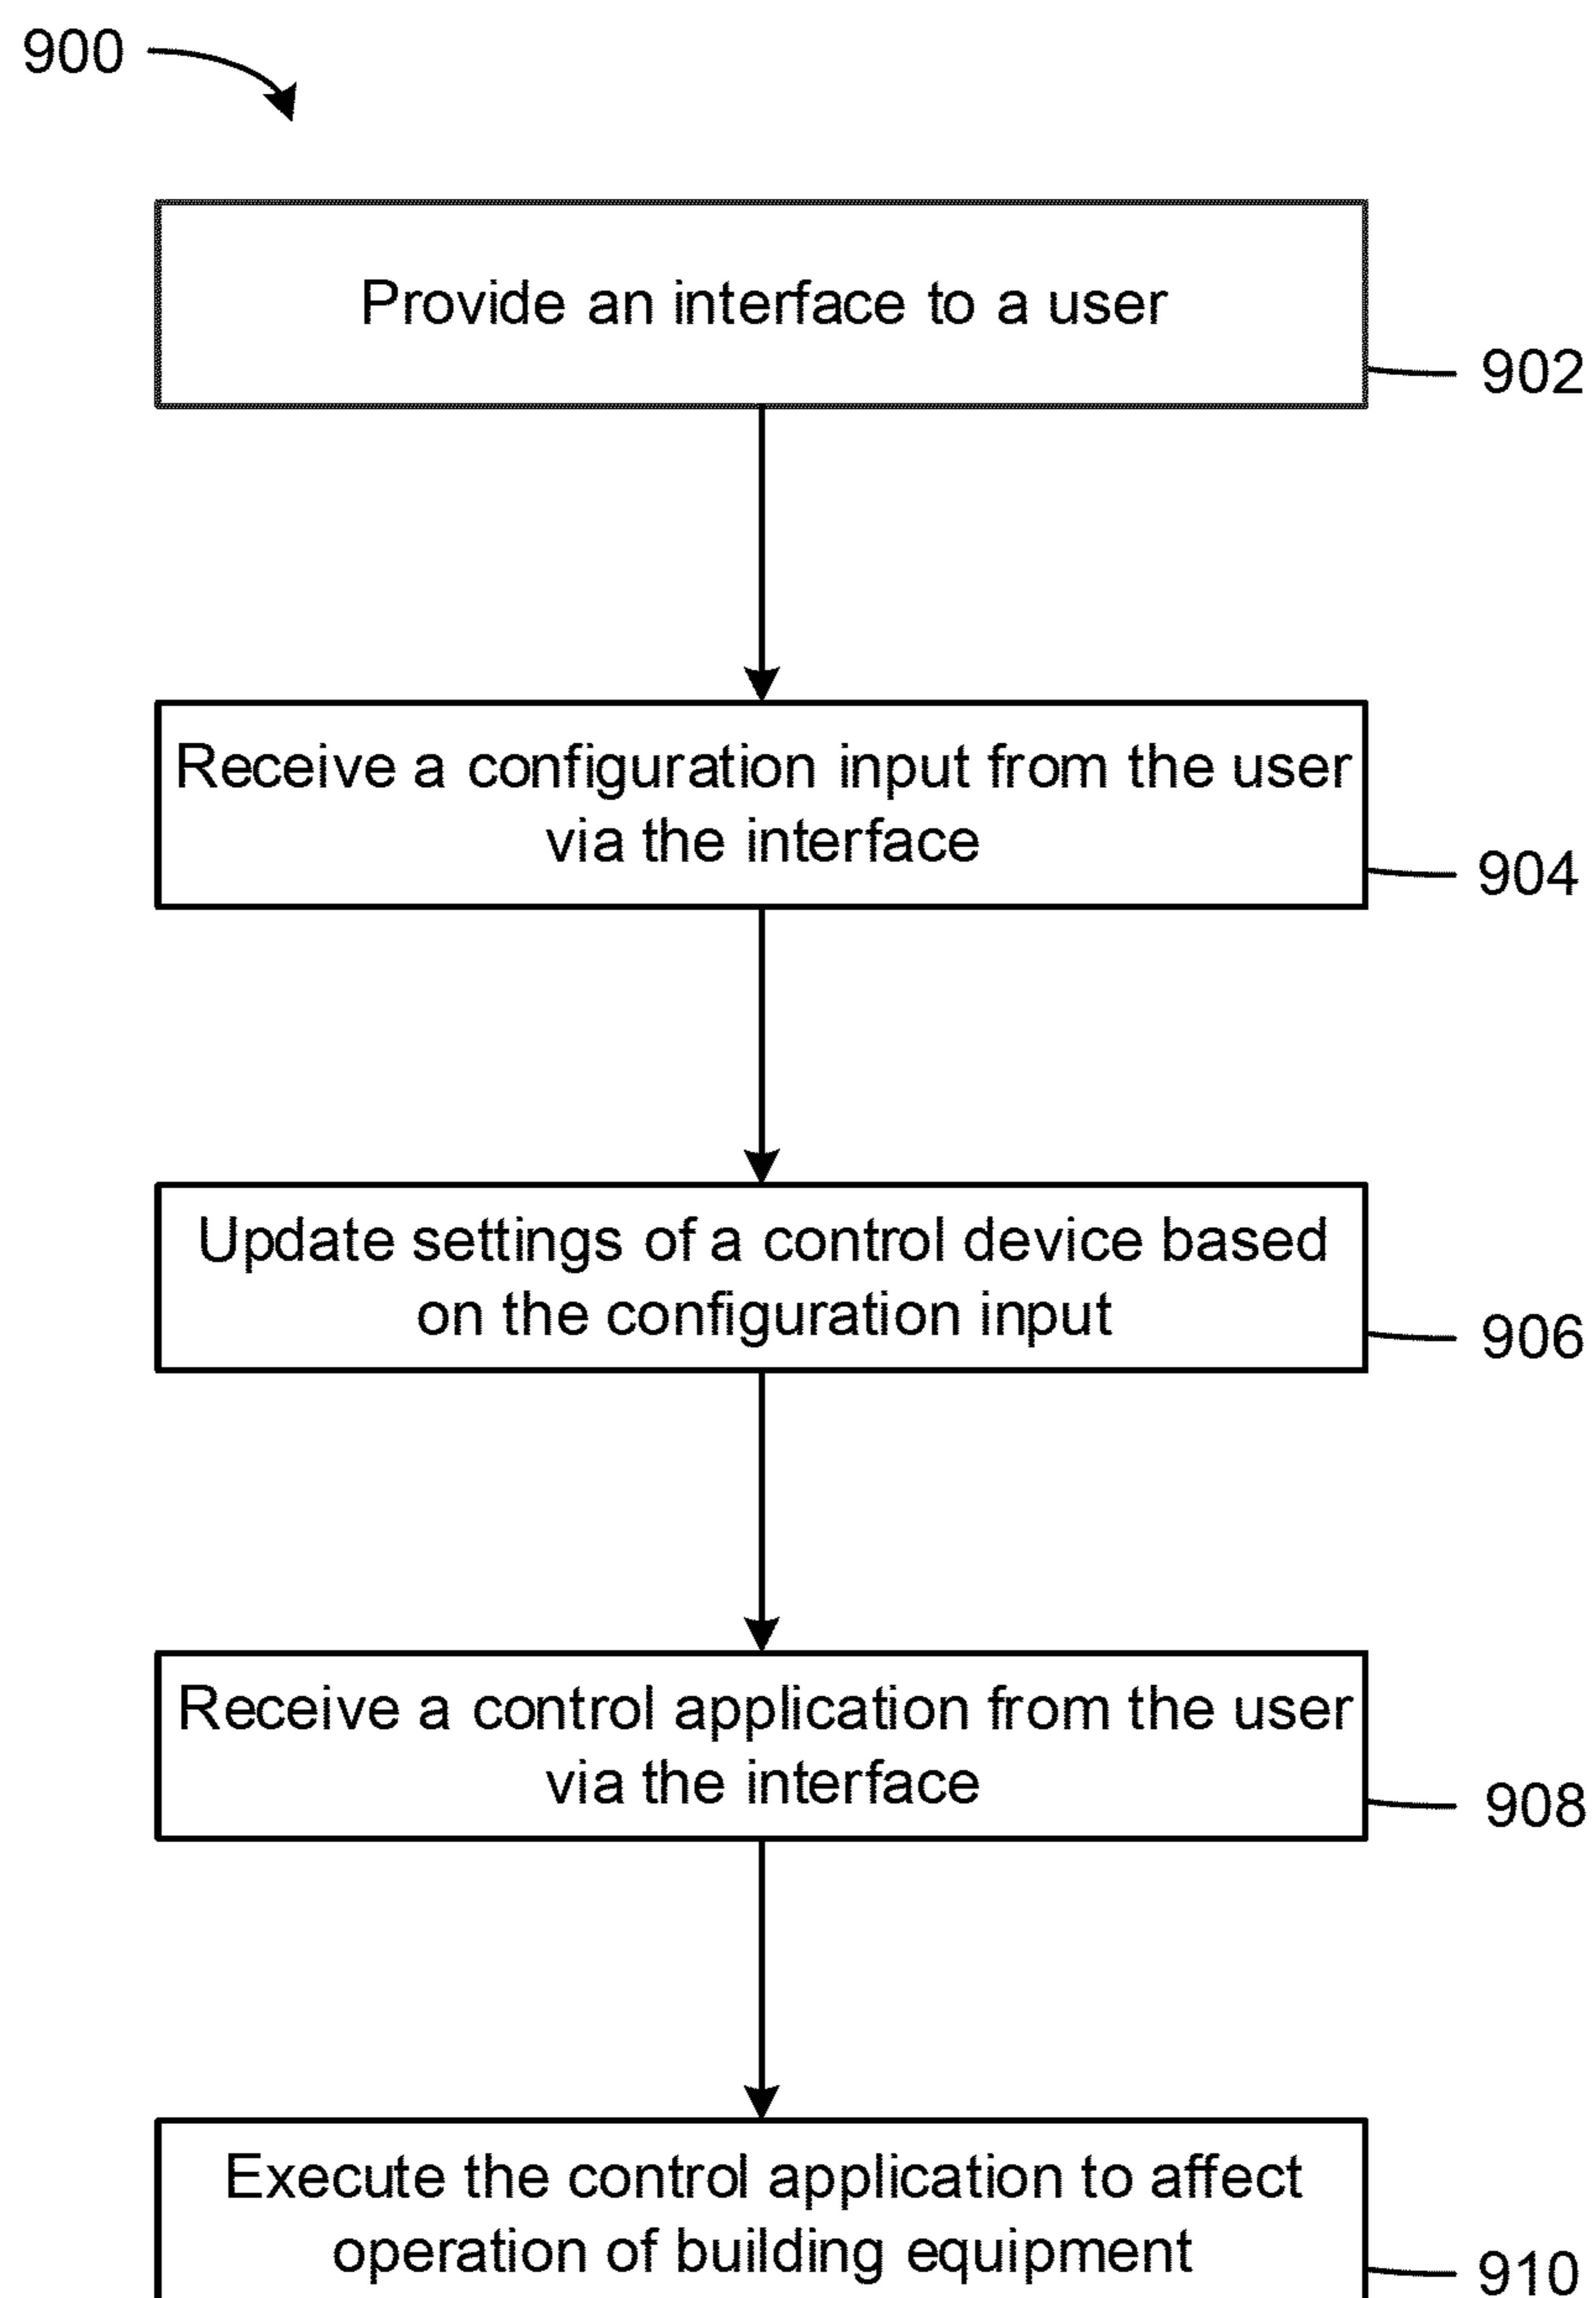 900
Provide an interface to a user
902
Receive a configuration input from the user
via the interface
904
Update settings of a control device based
on the configuration input
906
Receive a control application from the user
via the interface
908
Execute the control application to affect
operation of building equipment
910